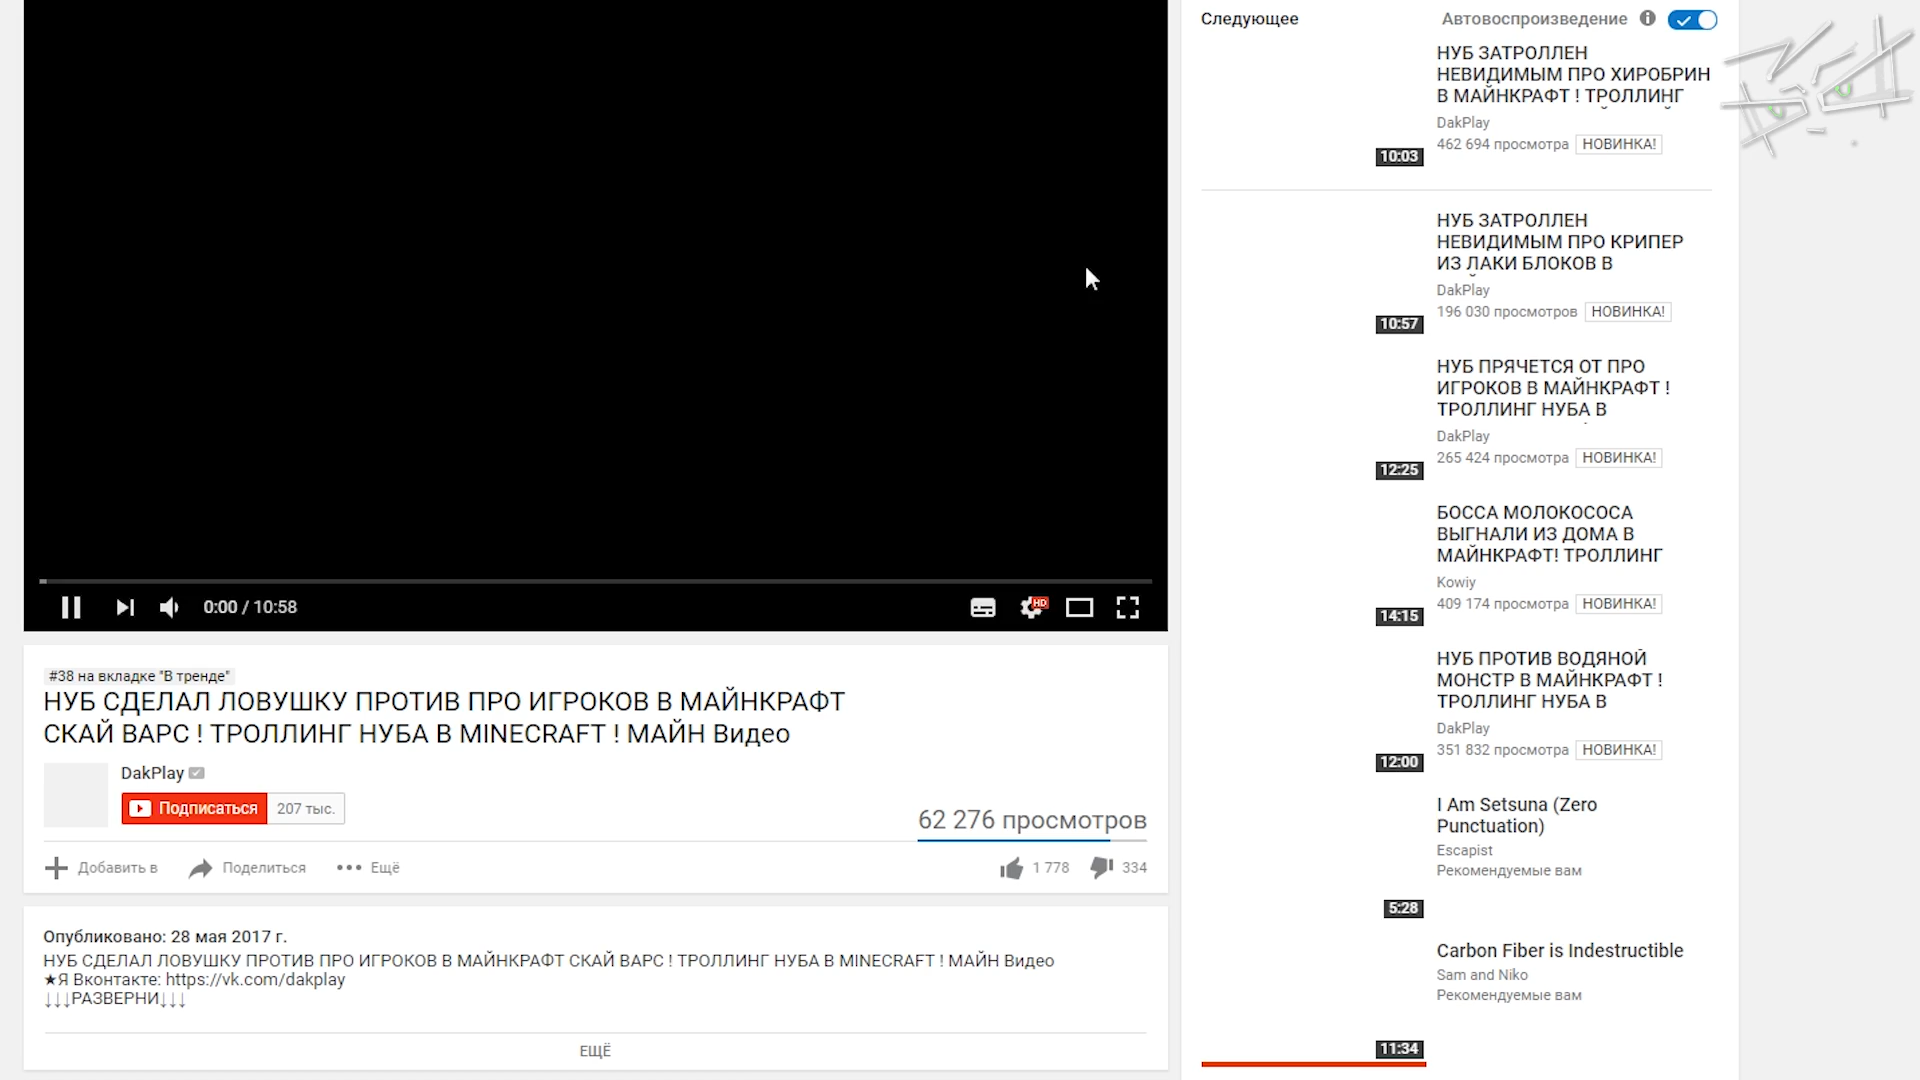 0:00 / 10:58
HD
#38 на вкладке "В тренде"
НУБ СДЕЛАЛ ЛОВУШКУ ПРОТИВ ПРО ИГРОКОВ В МАЙНКРАФТ
СКАЙ ВАРС ! ТРОЛЛИНГ НУБА В MINECRAFT ! МАЙН Видео
DakPlay
Подписаться 207 тыс.
62 276 просмотров
Добавить в Поделиться Ещё 1 778 334
Опубликовано: 28 мая 2017 г.
НУБ СДЕЛАЛ ЛОВУШКУ ПРОТИВ ПРО ИГРОКОВ В МАЙНКРАФТ СКАЙ ВАРС ! ТРОЛЛИНГ НУБА В MINECRAFT ! МАЙН Видео
★Я Вконтакте: https://vk.com/dakplay
↓↓↓РАЗВЕРНИ↓↓↓
ЕЩЁ
Следующее Автовоспроизведение
НУБ ЗАТРОЛЛЕН
НЕВИДИМЫМ ПРО ХИРОБРИН
В МАЙНКРАФТ ! ТРОЛЛИНГ
DakPlay
462 694 просмотра НОВИНКА!
10:03
НУБ ЗАТРОЛЛЕН
НЕВИДИМЫМ ПРО КРИПЕР
ИЗ ЛАКИ БЛОКОВ В
DakPlay
196 030 просмотров НОВИНКА!
10:57
НУБ ПРЯЧЕТСЯ ОТ ПРО
ИГРОКОВ В МАЙНКРАФТ !
ТРОЛЛИНГ НУБА В
DakPlay
265 424 просмотра НОВИНКА!
12:25
БОССА МОЛОКОСОСА
ВЫГНАЛИ ИЗ ДОМА В
МАЙНКРАФТ! ТРОЛЛИНГ
Kowiy
409 174 просмотра НОВИНКА!
14:15
НУБ ПРОТИВ ВОДЯНОЙ
МОНСТР В МАЙНКРАФТ !
ТРОЛЛИНГ НУБА В
DakPlay
351 832 просмотра НОВИНКА!
12:00
I Am Setsuna (Zero
Punctuation)
Escapist
Рекомендуемые вам
5:28
Carbon Fiber is Indestructible
Sam and Niko
Рекомендуемые вам
11:34